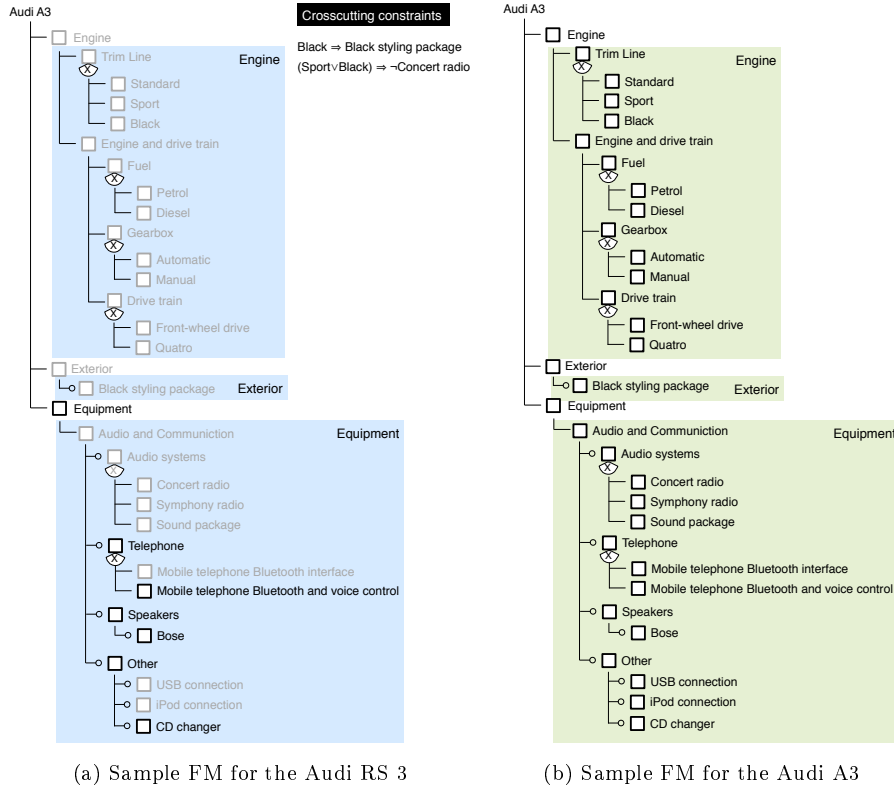 Audi A3
Engine
Engine
Trim Line
X
Standard
Sport
Black
Engine and drive train
Fuel
X
Petrol
Diesel
Gearbox
X
Automatic
Manual
Drive train
X
Front-wheel drive
Quatro
Exterior
Black styling package
Exterior
Equipment
Equipment
Audio and Communiction
Audio systems
X
Concert radio
Symphony radio
Sound package
Telephone
X
Mobile telephone Bluetooth interface
Mobile telephone Bluetooth and voice control
Speakers
Bose
Other
USB connection
iPod connection
CD changer
(a) Sample FM for the Audi RS 3
Crosscutting constraints
Black ⇒ Black styling package
(Sport∨Black) ⇒ ¬Concert radio
Audi A3
Engine
Engine
Trim Line
X
Standard
Sport
Black
Engine and drive train
Fuel
X
Petrol
Diesel
Gearbox
X
Automatic
Manual
Drive train
X
Front-wheel drive
Quatro
Exterior
Black styling package
Exterior
Equipment
Equipment
Audio and Communication
Audio systems
X
Concert radio
Symphony radio
Sound package
Telephone
X
Mobile telephone Bluetooth interface
Mobile telephone Bluetooth and voice control
Speakers
Bose
Other
USB connection
iPod connection
CD changer
(b) Sample FM for the Audi A3